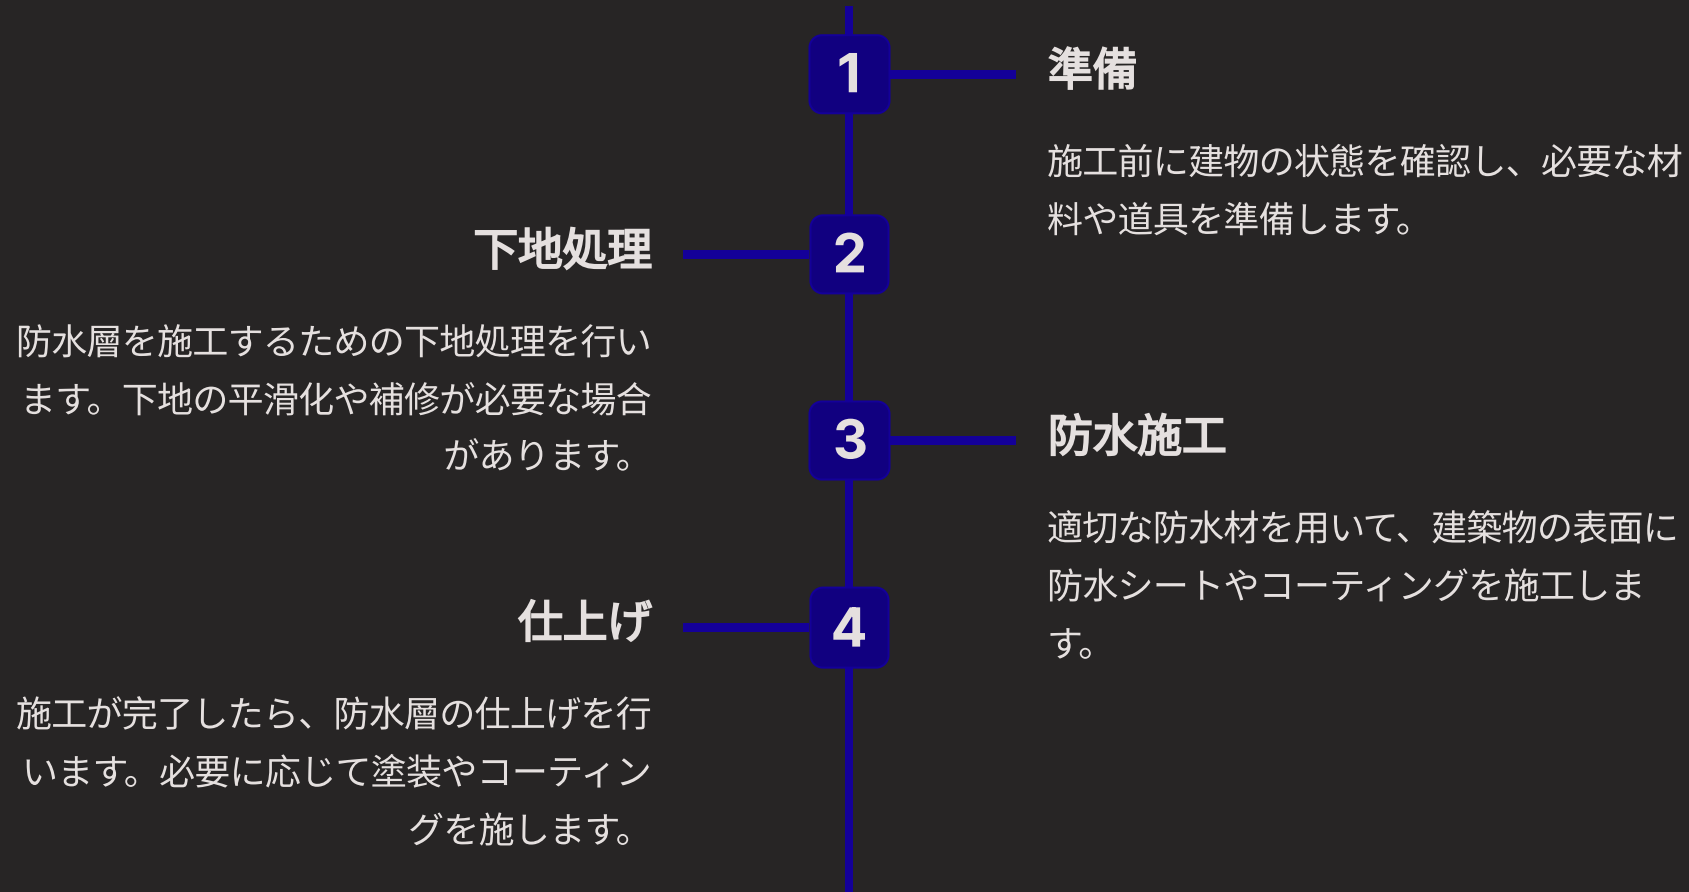 1
準備
施工前に建物の状態を確認し、必要な材
料や道具を準備します。
2
下地処理
防水層を施工するための下地処理を行い
ます。下地の平滑化や補修が必要な場合
があります。
3
防水施工
適切な防水材を用いて、建築物の表面に
防水シートやコーティングを施工しま
す。
4
仕上げ
施工が完了したら、防水層の仕上げを行
います。必要に応じて塗装やコーティン
グを施します。